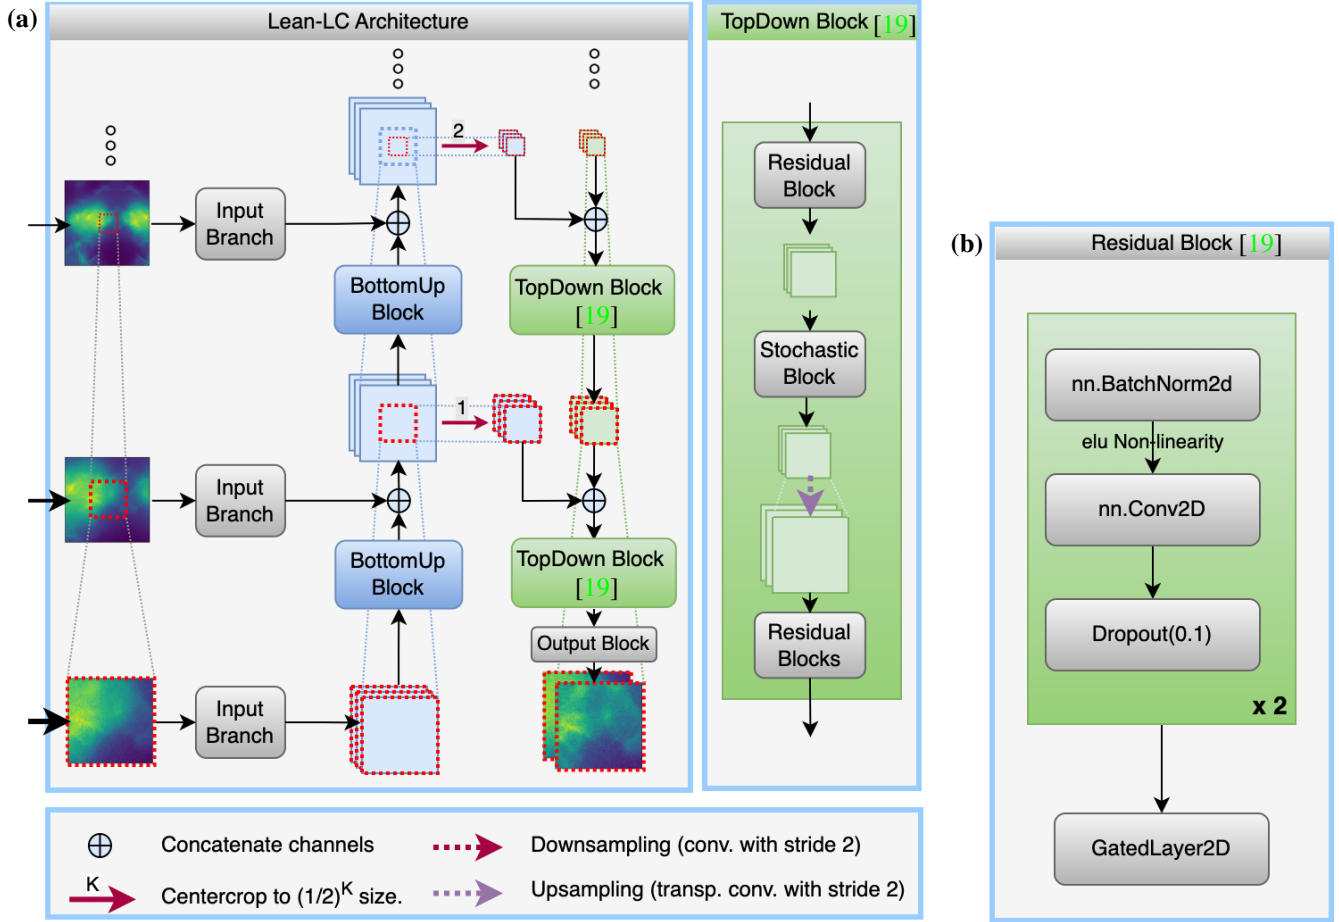 (a)
Lean-LC Architecture
2
Input
Branch
BottomUp
Block
TopDown Block
[19]
1
Input
Branch
BottomUp
Block
TopDown Block
[19]
Output Block
Input
Branch
TopDown Block [19]
Residual
Block
Stochastic
Block
Residual
Blocks
(b)
Residual Block [19]
nn.BatchNorm2d
elu Non-linearity
nn.Conv2D
Dropout(0.1)
x 2
GatedLayer2D
Concatenate channels
K
Centercrop to (1/2)^K size.
Downsampling (conv. with stride 2)
Upsampling (transp. conv. with stride 2)